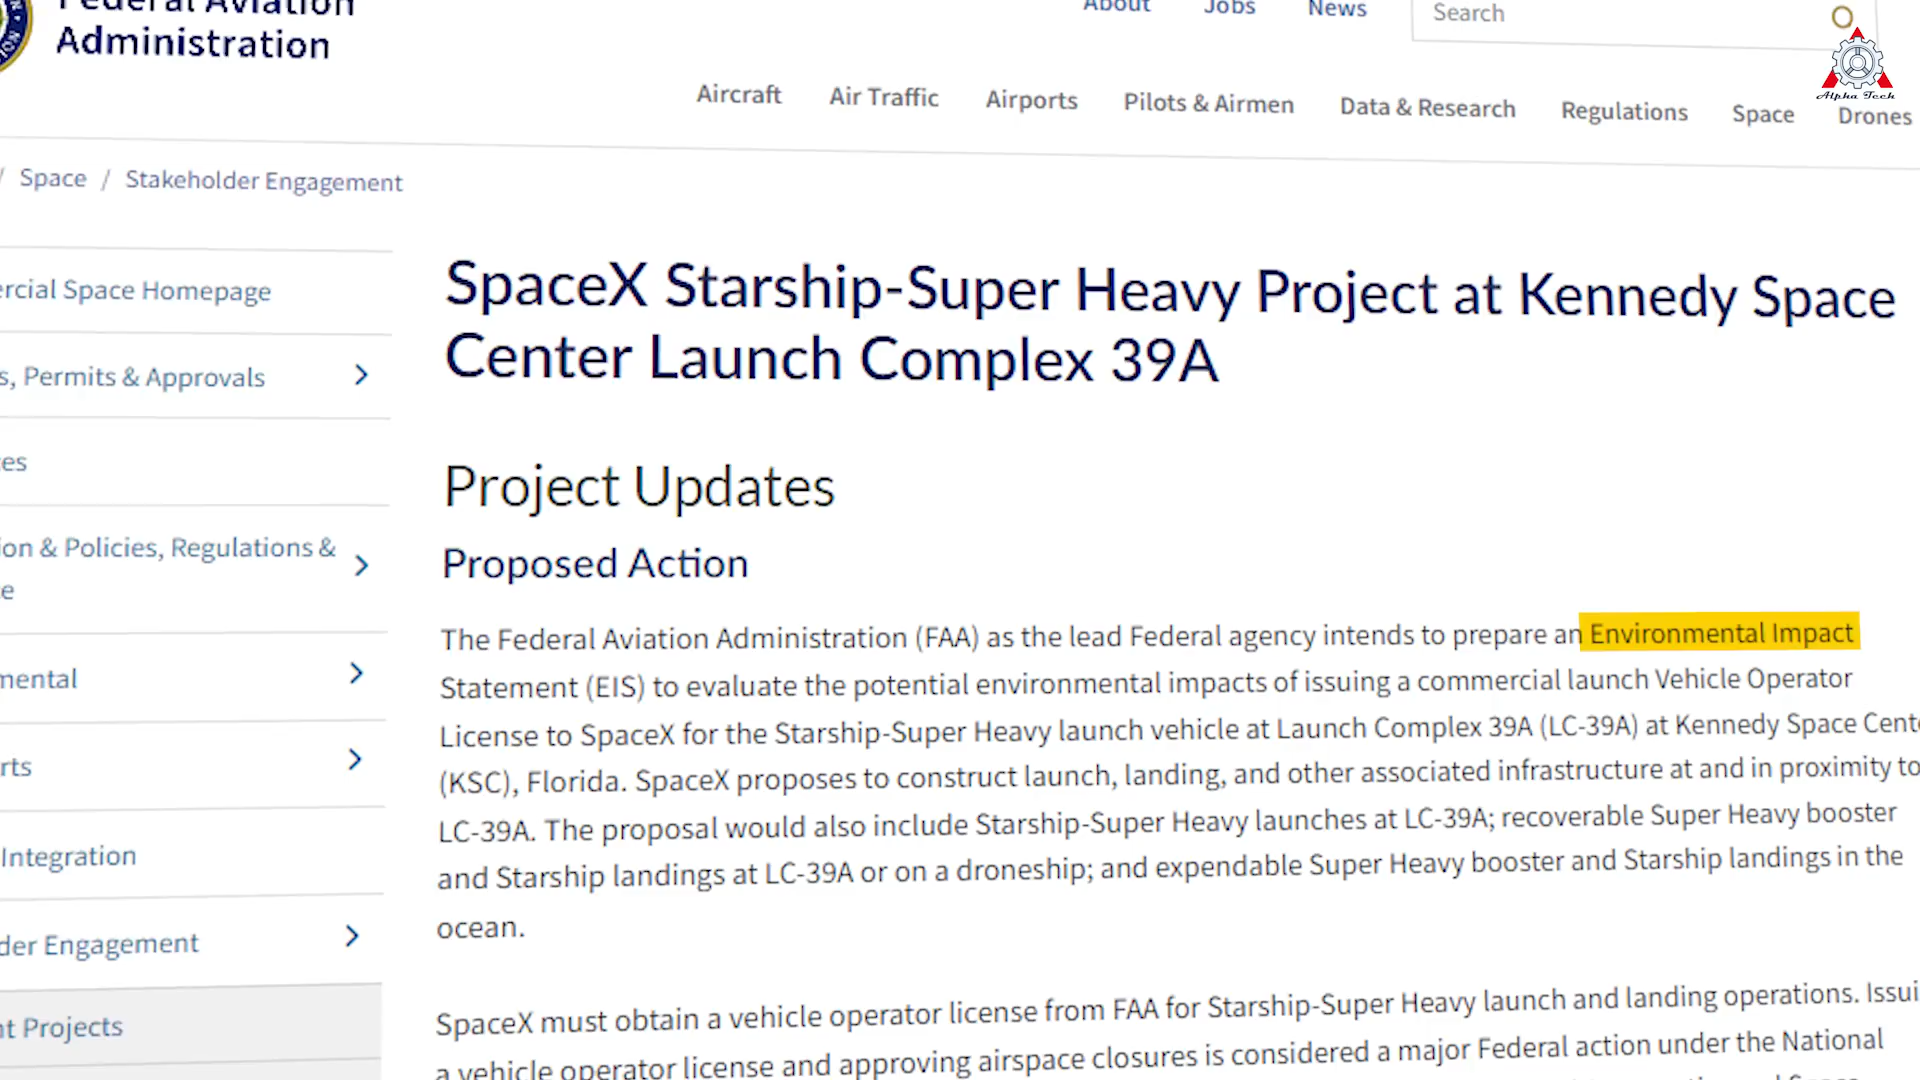 Federal Aviation
Administration
About
Jobs
News
Search
Alpha Tech
Aircraft
Air Traffic
Airports
Pilots & Airmen
Data & Research
Regulations
Space
Drones
/ Space / Stakeholder Engagement
ercial Space Homepage
s, Permits & Approvals
es
ion & Policies, Regulations &
e
mental
rts
Integration
der Engagement
t Projects
SpaceX Starship-Super Heavy Project at Kennedy Space
Center Launch Complex 39A
Project Updates
Proposed Action
The Federal Aviation Administration (FAA) as the lead Federal agency intends to prepare an Environmental Impact
Statement (EIS) to evaluate the potential environmental impacts of issuing a commercial launch Vehicle Operator
License to SpaceX for the Starship-Super Heavy launch vehicle at Launch Complex 39A (LC-39A) at Kennedy Space Cente
(KSC), Florida. SpaceX proposes to construct launch, landing, and other associated infrastructure at and in proximity to
LC-39A. The proposal would also include Starship-Super Heavy launches at LC-39A; recoverable Super Heavy booster
and Starship landings at LC-39A or on a droneship; and expendable Super Heavy booster and Starship landings in the
ocean.
SpaceX must obtain a vehicle operator license from FAA for Starship-Super Heavy launch and landing operations. Issui
a vehicle operator license and approving airspace closures is considered a major Federal action under the National